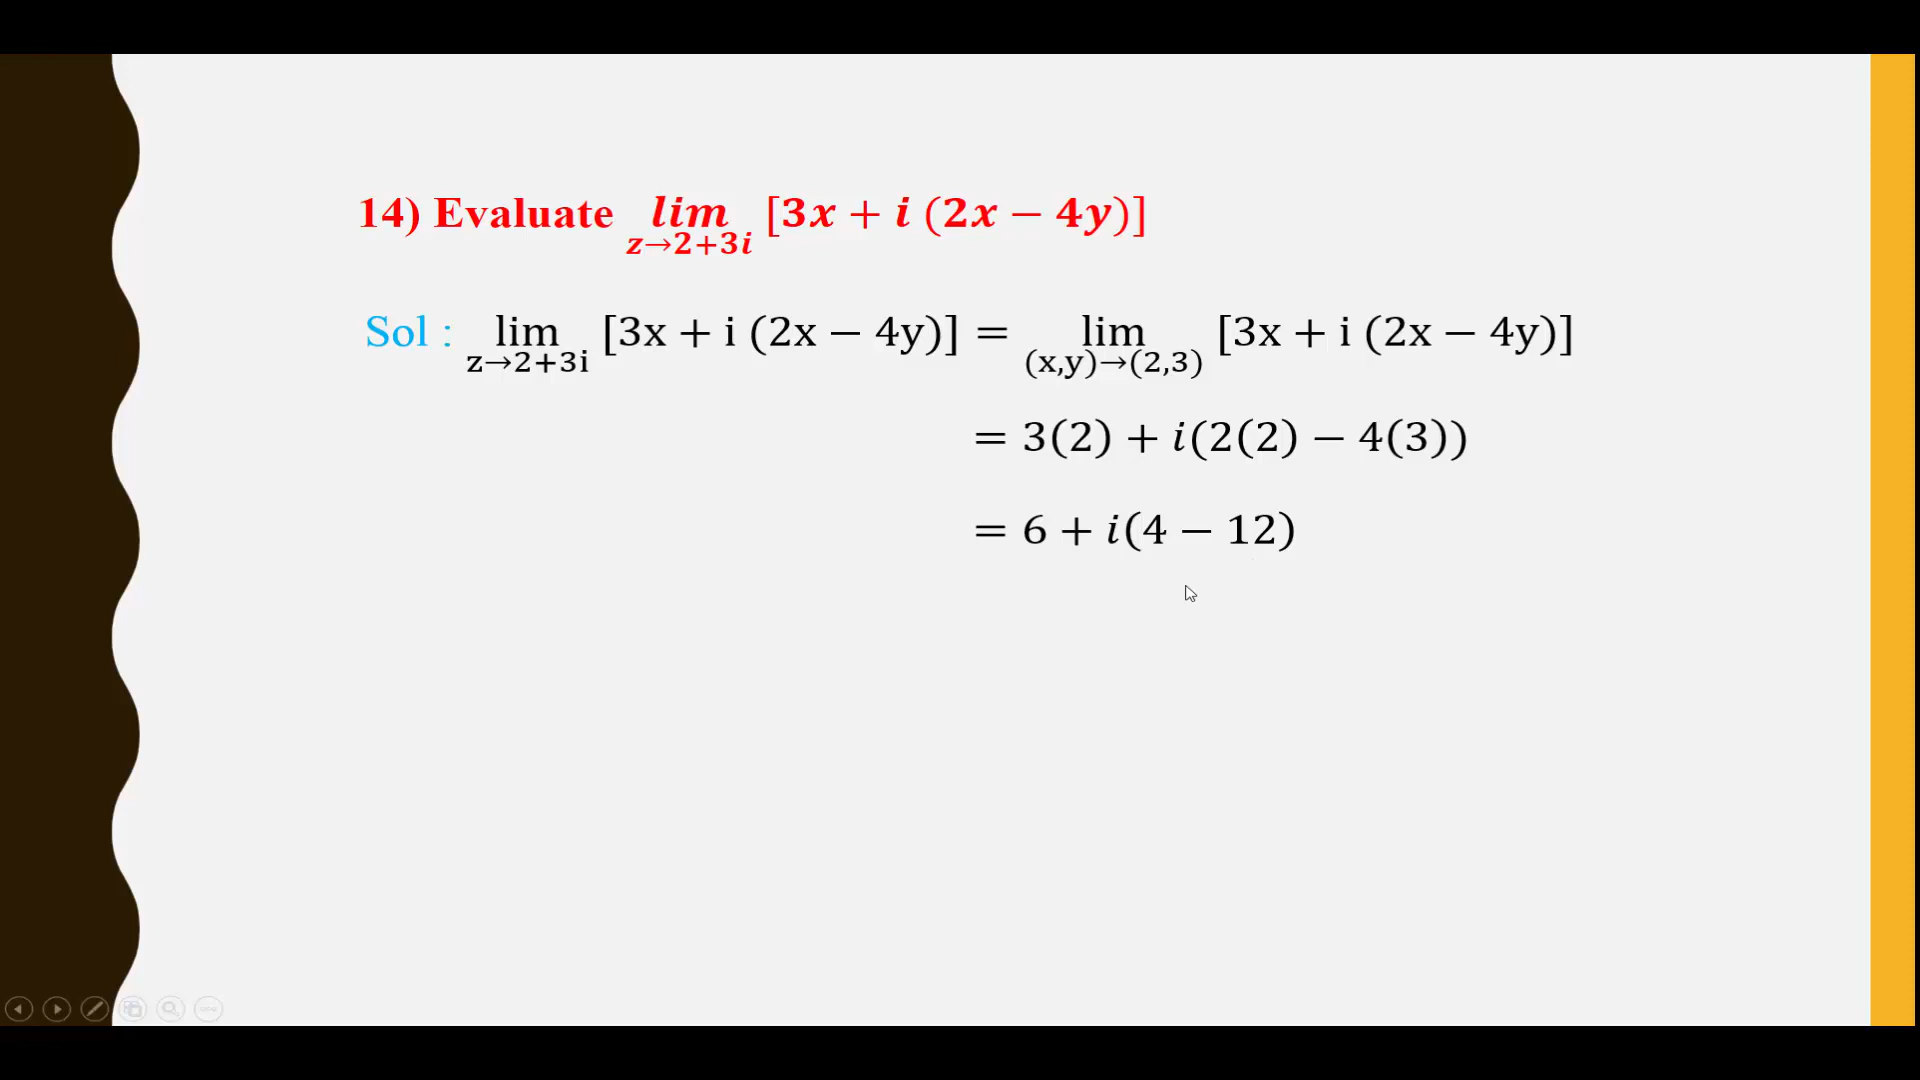 14) Evaluate lim z→2+3i [3x + i (2x − 4y)]
Sol : lim z→2+3i [3x + i (2x − 4y)] = lim (x,y)→(2,3) [3x + i (2x − 4y)]
= 3(2) + i(2(2) − 4(3))
= 6 + i(4 − 12)